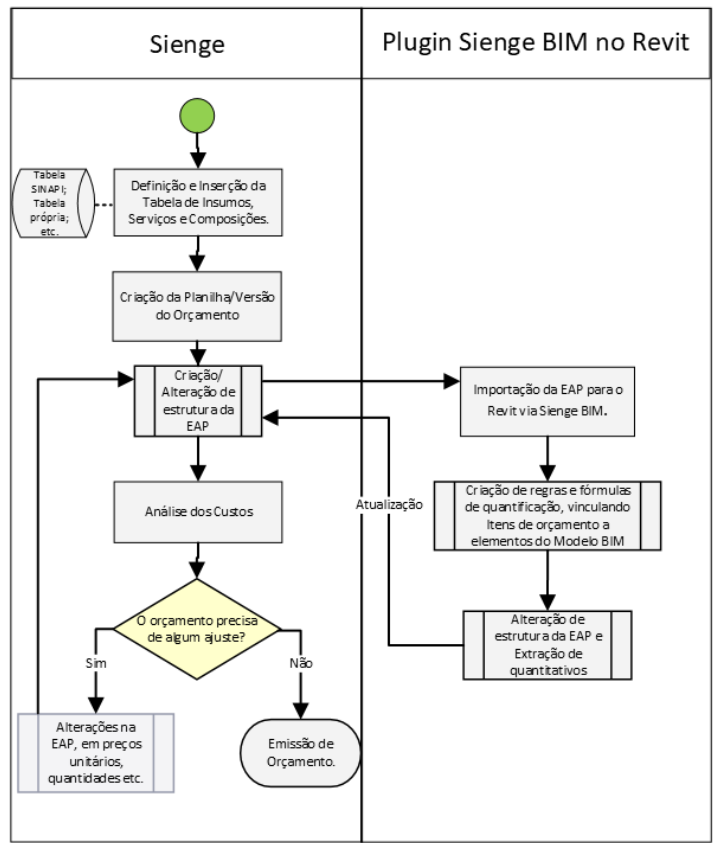 Sienge
Plugin Sienge BIM no Revit
Tabela
SINAPI;
Tabela
própria;
etc.
Definição e Inserção da
Tabela de Insumos,
Serviços e Composições.
Criação da Planilha/Versão
do Orçamento
Criação/
Alteração de
estrutura da
EAP
Importação da EAP para o
Revit via Sienge BIM.
Análise dos Custos
Atualização
Criação de regras e fórmulas
de quantificação, vinculando
Itens de orçamento a
elementos do Modelo BIM
O orçamento precisa
de algum ajuste?
Alteração de
estrutura da EAP e
Extração de
quantitativos
Sim
Não
Alterações na
EAP, em preços
unitários,
quantidades etc.
Emissão de
Orçamento.